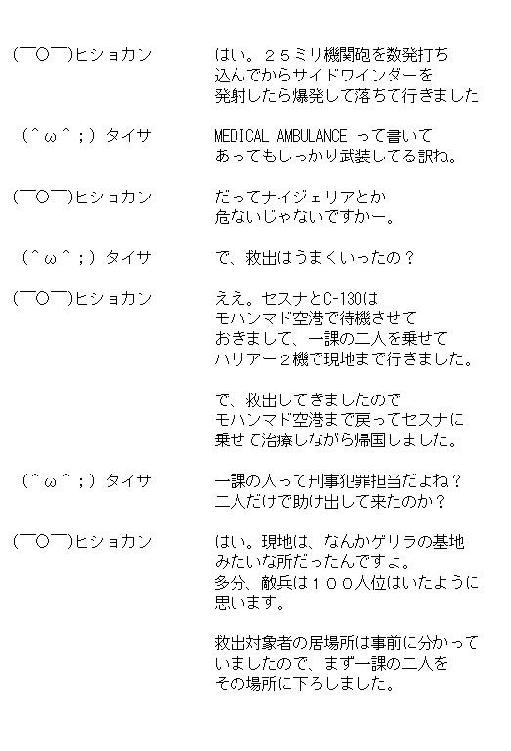 (￣○￣)ヒショカン　はい。２５ミリ機関砲を数発打ち
込んでからサイドワインダーを
発射したら爆発して落ちて行きました
(＾ω＾；) タイサ　MEDICAL AMBULANCE って書いて
あってもしっかり武装してる訳ね。
(￣○￣)ヒショカン　だってナイジェリアとか
危ないじゃないですかー。
(＾ω＾；) タイサ　で、救出はうまくいったの？
(￣○￣)ヒショカン　ええ。セスナとC-130は
モハンマド空港で待機させて
おきまして、一課の二人を乗せて
ハリアー２機で現地まで行きました。
で、救出してきましたので
モハンマド空港まで戻ってセスナに
乗せて治療しながら帰国しました。
(＾ω＾；) タイサ　一課の人って刑事犯罪担当だよね？
二人だけで助け出して来たのか？
(￣○￣)ヒショカン　はい。現地は、なんかゲリラの基地
みたいな所だったんですよ。
多分、敵兵は１００人位はいたように
思います。
救出対象者の居場所は事前に分かって
いましたので、まず一課の二人を
その場所に下ろしました。